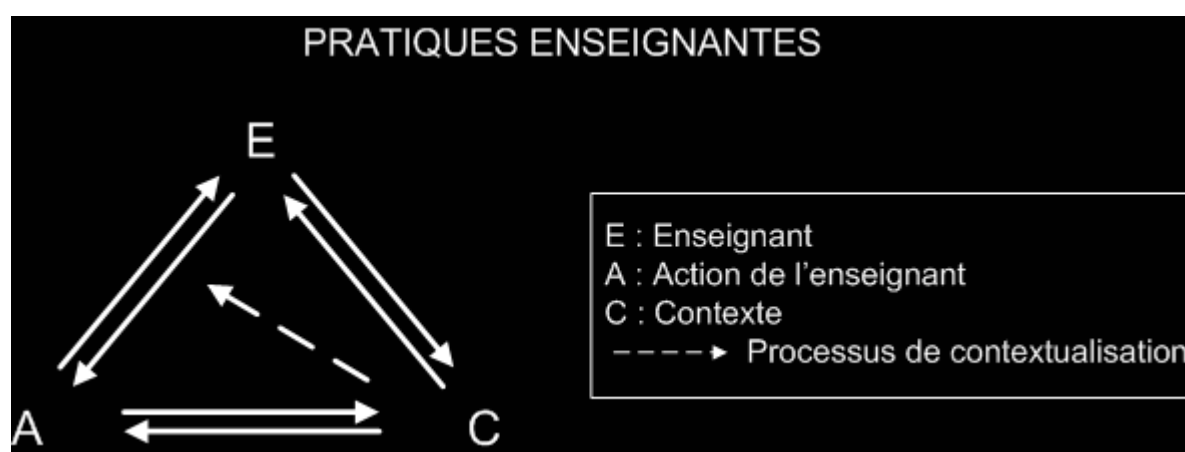 PRATIQUES ENSEIGNANTES
E
A
C
E : Enseignant
A : Action de l'enseignant
C : Contexte
Processus de contextualisation